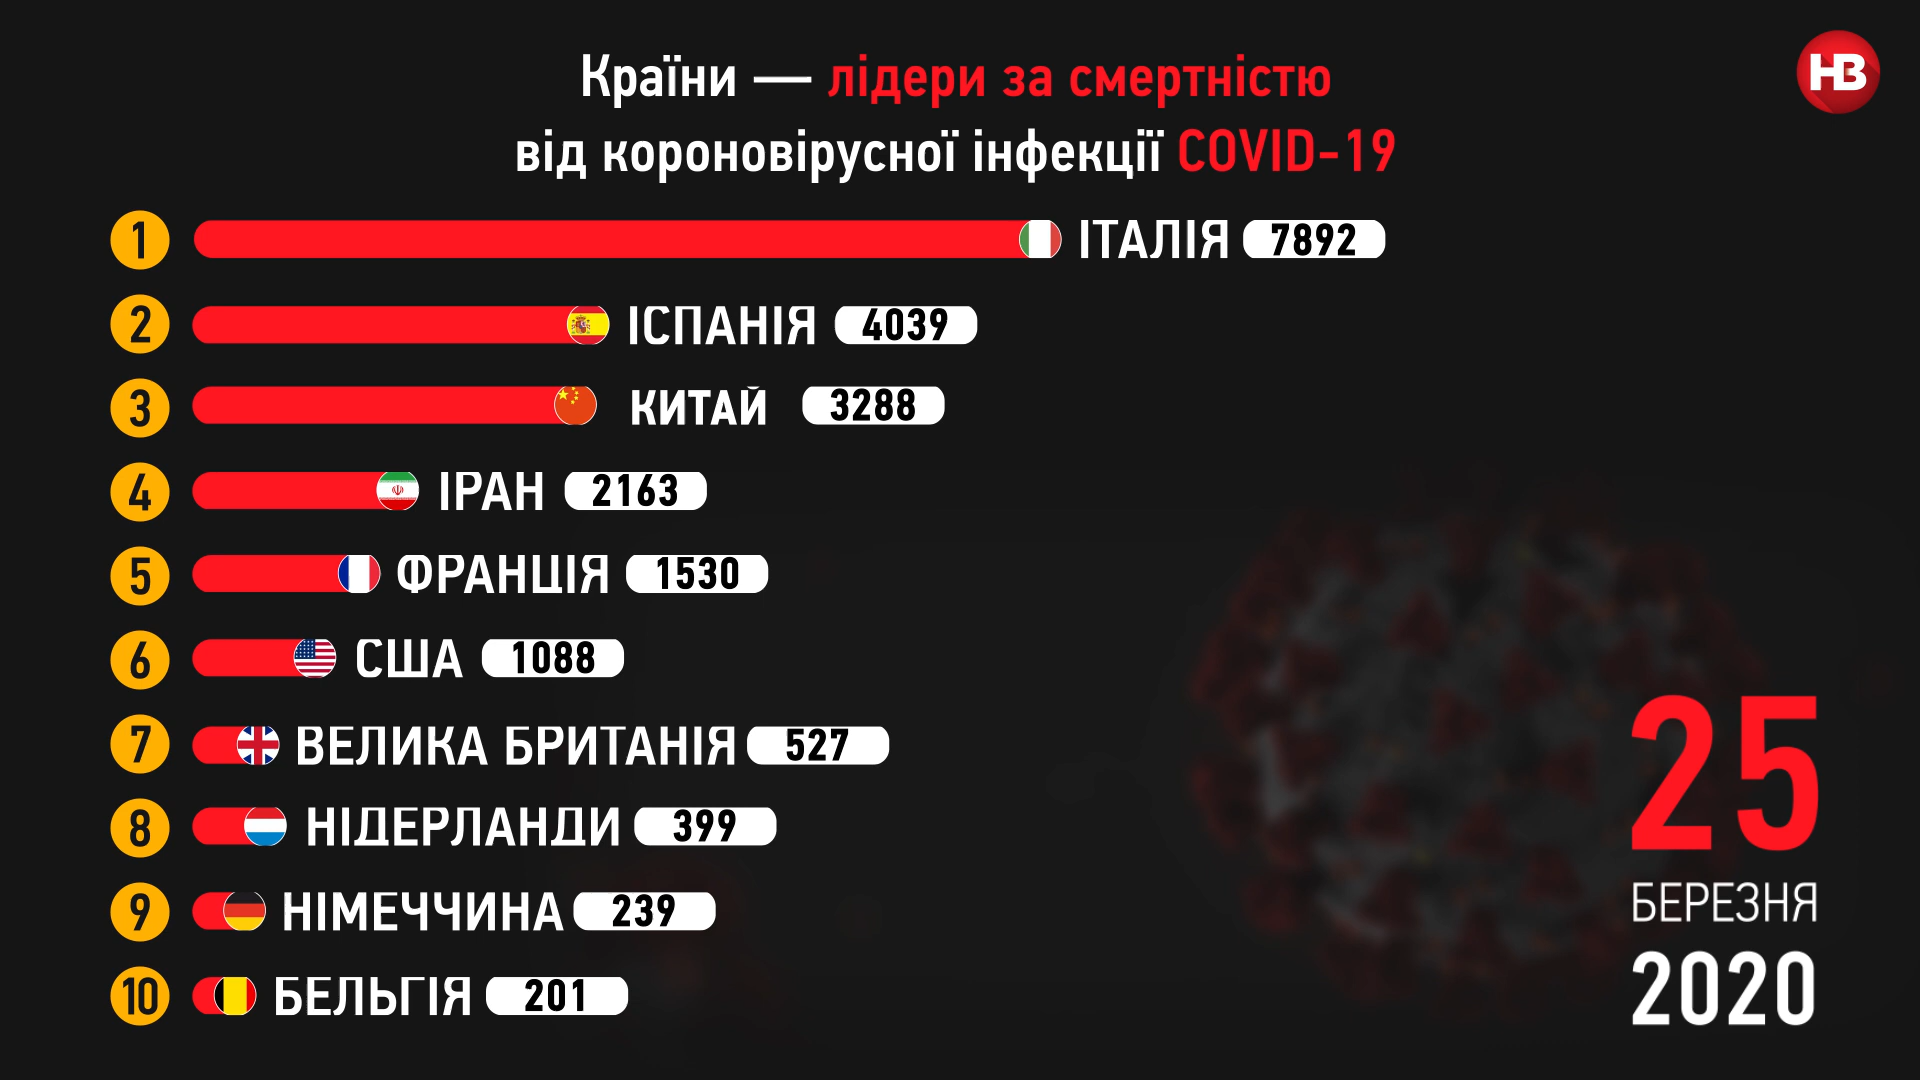 Країни — лідери за смертністю
від короновірусної інфекції COVID-19
НВ
1 ІТАЛІЯ 7892
2 ІСПАНІЯ 4039
3 КИТАЙ 3288
4 ІРАН 2163
5 ФРАНЦІЯ 1530
6 США 1088
7 ВЕЛИКА БРИТАНІЯ 527
8 НІДЕРЛАНДИ 399
9 НІМЕЧЧИНА 239
10 БЕЛЬГІЯ 201
25
БЕРЕЗНЯ
2020